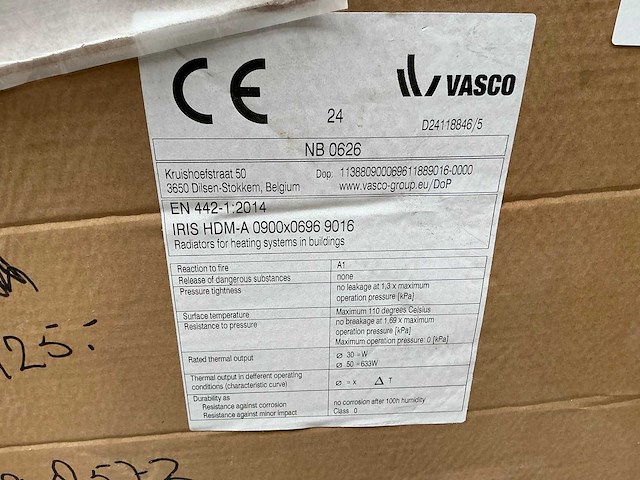 CE
VASCO
24
D24118846/5
NB 0626
Kruishoefstraat 50
3650 Dilsen-Stokkem, Belgium
Dop: 113880900069611889016-0000
www.vasco-group.eu/DoP
EN 442-1:2014
IRIS HDM-A 0900x0696 9016
Radiators for heating systems in buildings
Reaction to fire A1
Release of dangerous substances none
Pressure tightness no leakage at 1,3 x maximum
operation pressure [kPa]
Surface temperature Maximum 110 degrees Celsius
Resistance to pressure no breakage at 1,69 x maximum
operation pressure [kPa]
Maximum operation pressure: 0 [kPa]
Rated thermal output ⌀ 30 =W
⌀ 50 =633W
Thermal output in defferent operating
conditions (characteristic curve) ⌀ = x Δ T
Durability as
Resistance against corrosion no corrosion after 100h humidity
Resistance against minor impact Class 0
125: